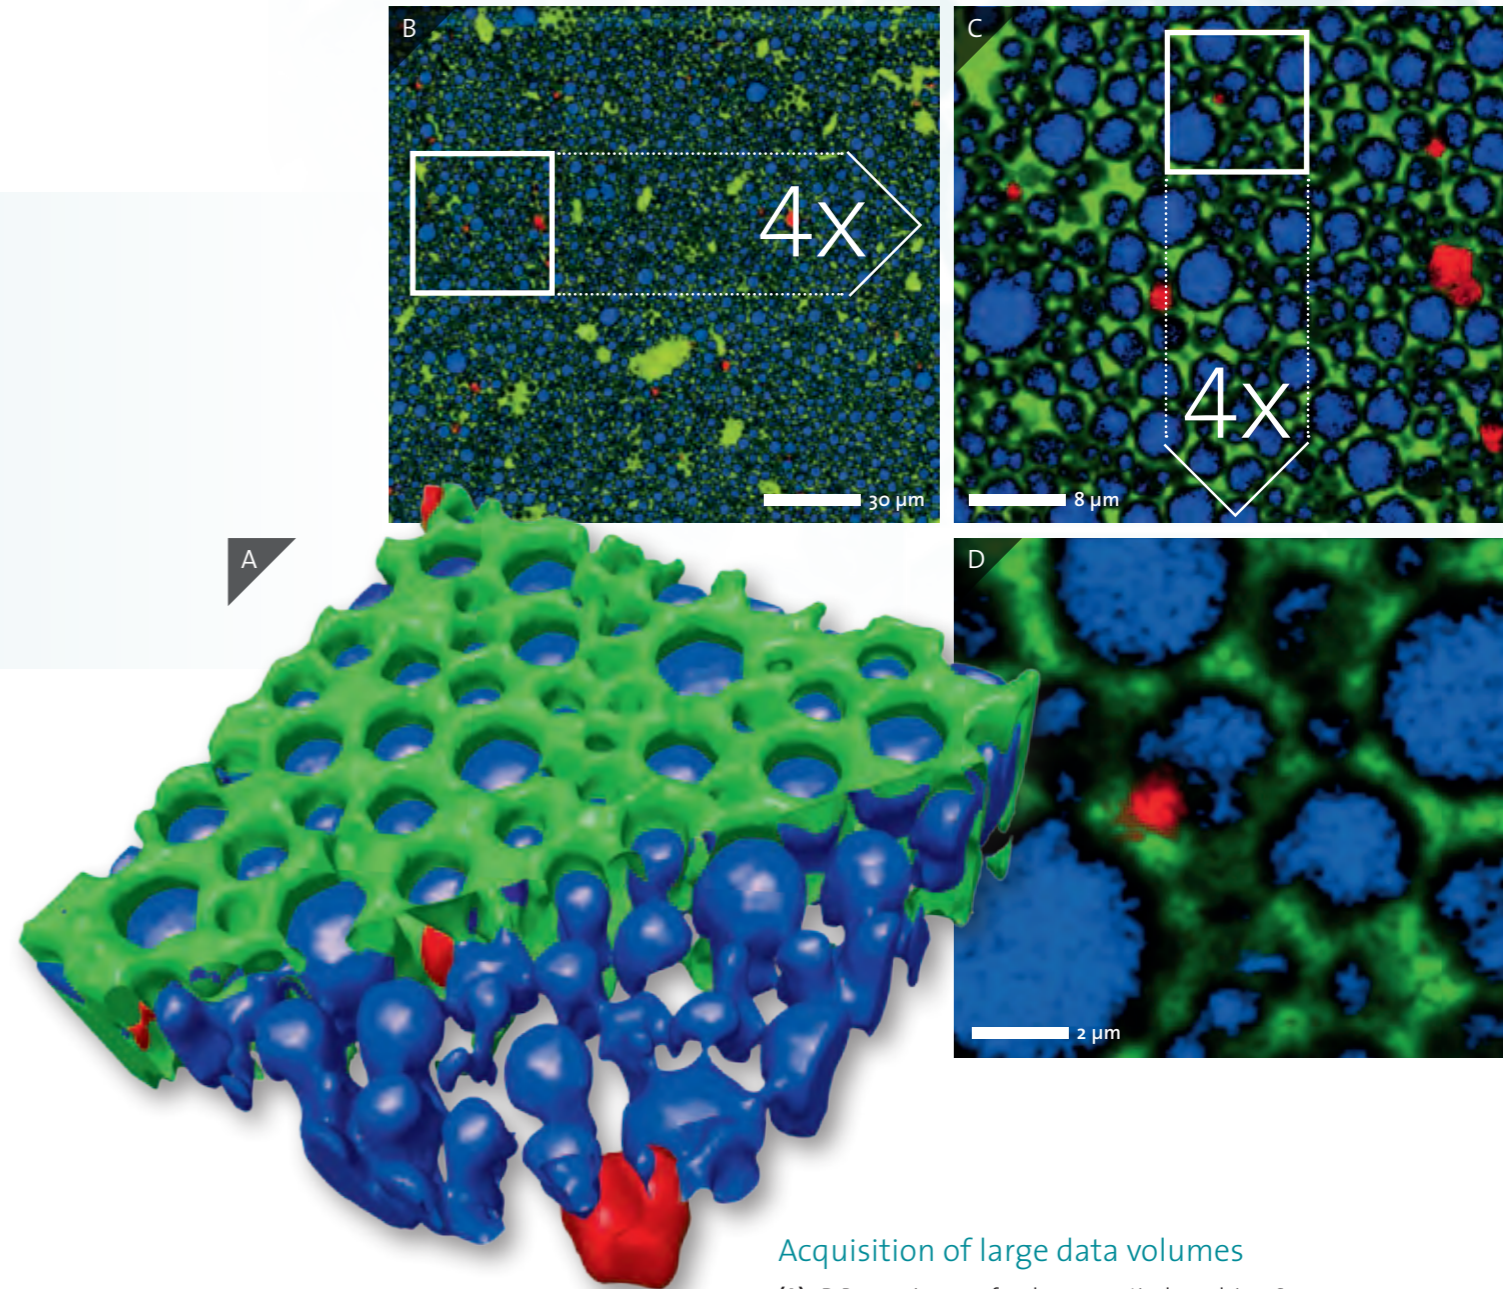 B
4x
30 µm
C
4x
8 µm
A
D
2 µm
Acquisition of large data volumes